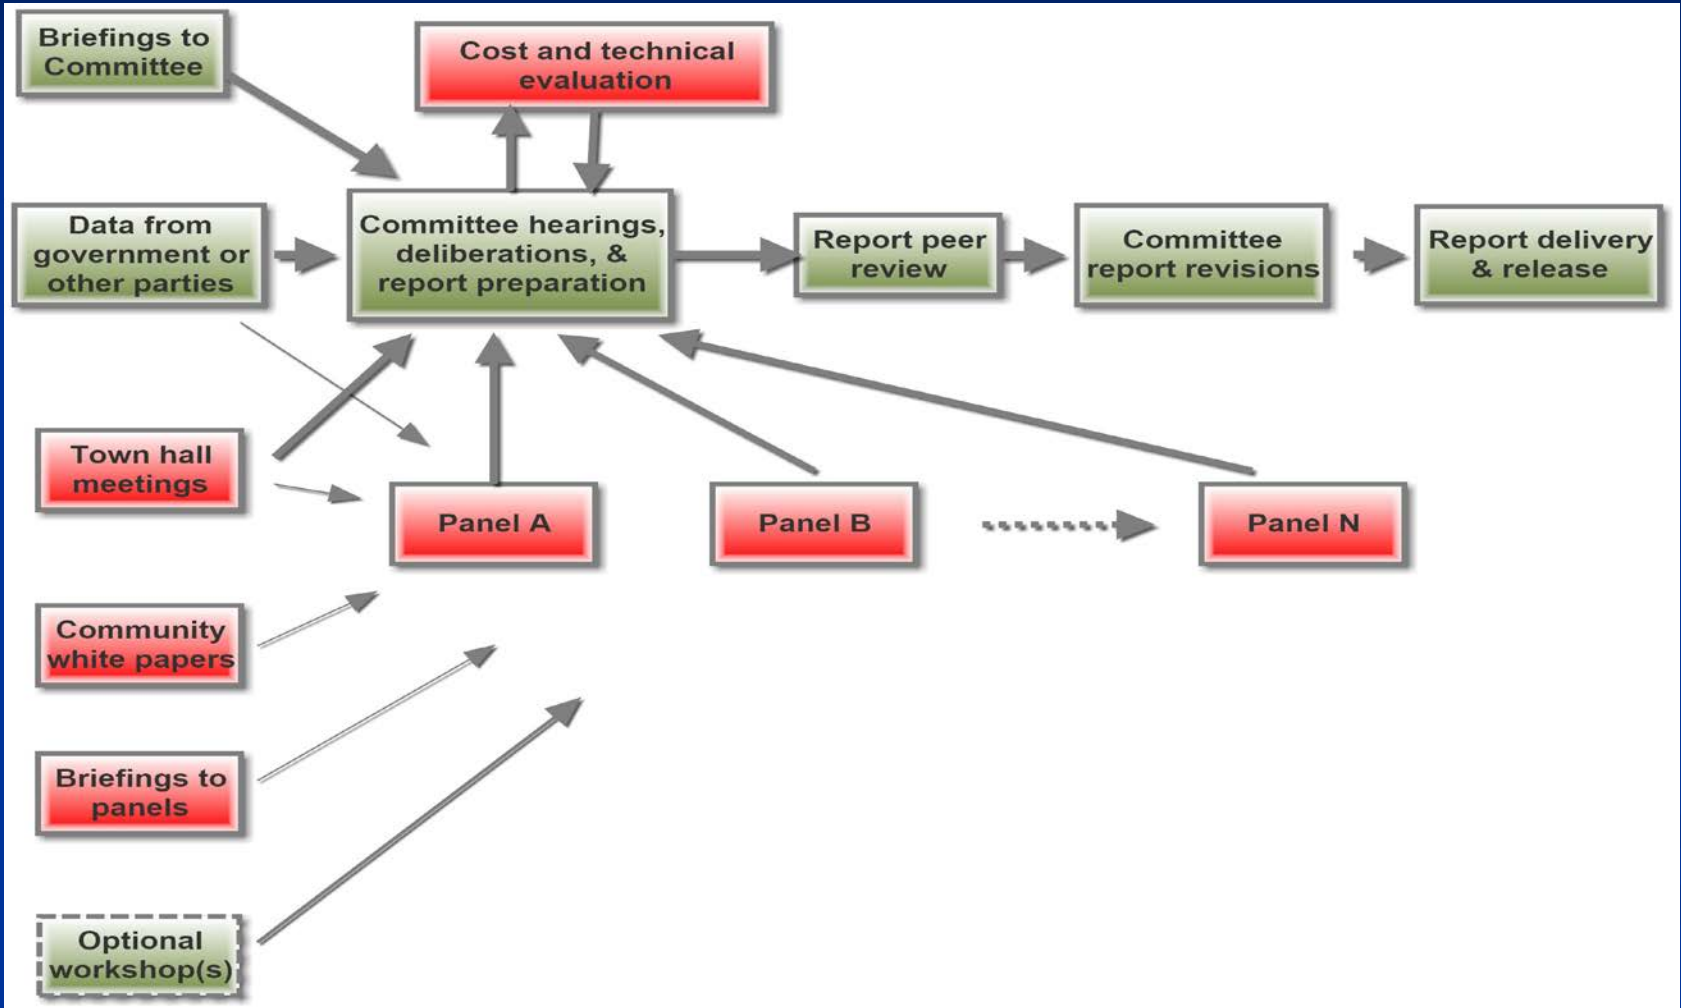 Briefings to
Committee
Cost and technical
evaluation
Data from
government or
other parties
Committee hearings,
deliberations, &
report preparation
Report peer
review
Committee
report revisions
Report delivery
& release
Town hall
meetings
Panel A
Panel B
Panel N
Community
white papers
Briefings to
panels
Optional
workshop(s)